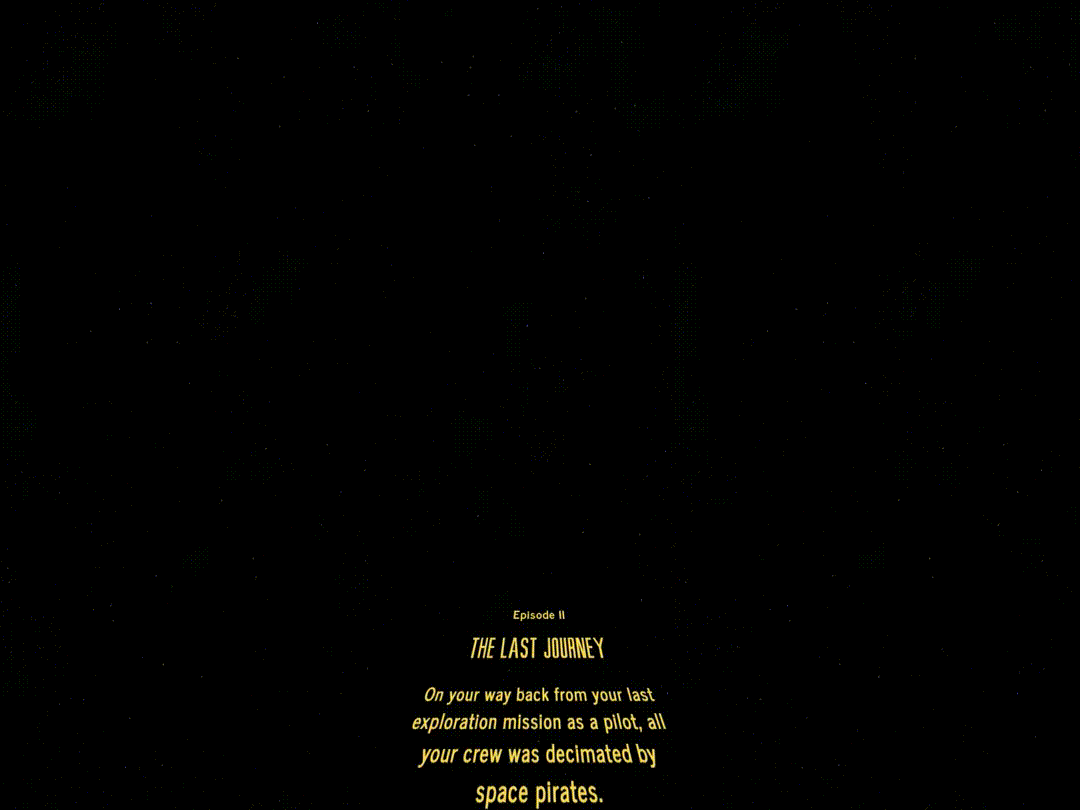 Episode II
THE LAST JOURNEY
On your way back from your last
exploration mission as a pilot, all
your crew was decimated by
space pirates.